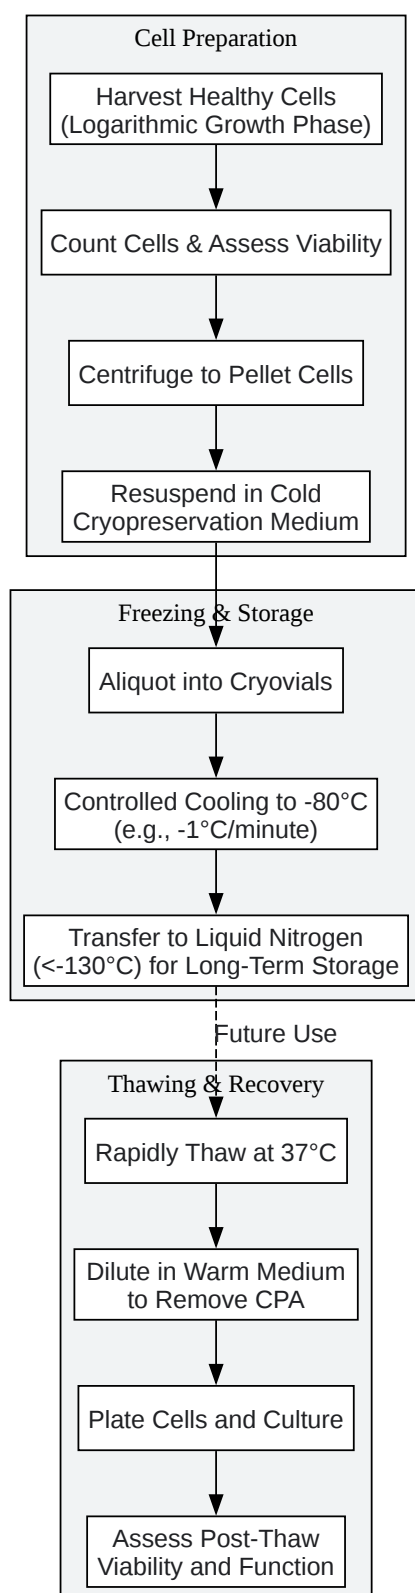 Cell Preparation
Harvest Healthy Cells
(Logarithmic Growth Phase)
Count Cells & Assess Viability
Centrifuge to Pellet Cells
Resuspend in Cold
Cryopreservation Medium
Freezing & Storage
Aliquot into Cryovials
Controlled Cooling to -80°C
(e.g., -1°C/minute)
Transfer to Liquid Nitrogen
(<-130°C) for Long-Term Storage
Future Use
Thawing & Recovery
Rapidly Thaw at 37°C
Dilute in Warm Medium
to Remove CPA
Plate Cells and Culture
Assess Post-Thaw
Viability and Function